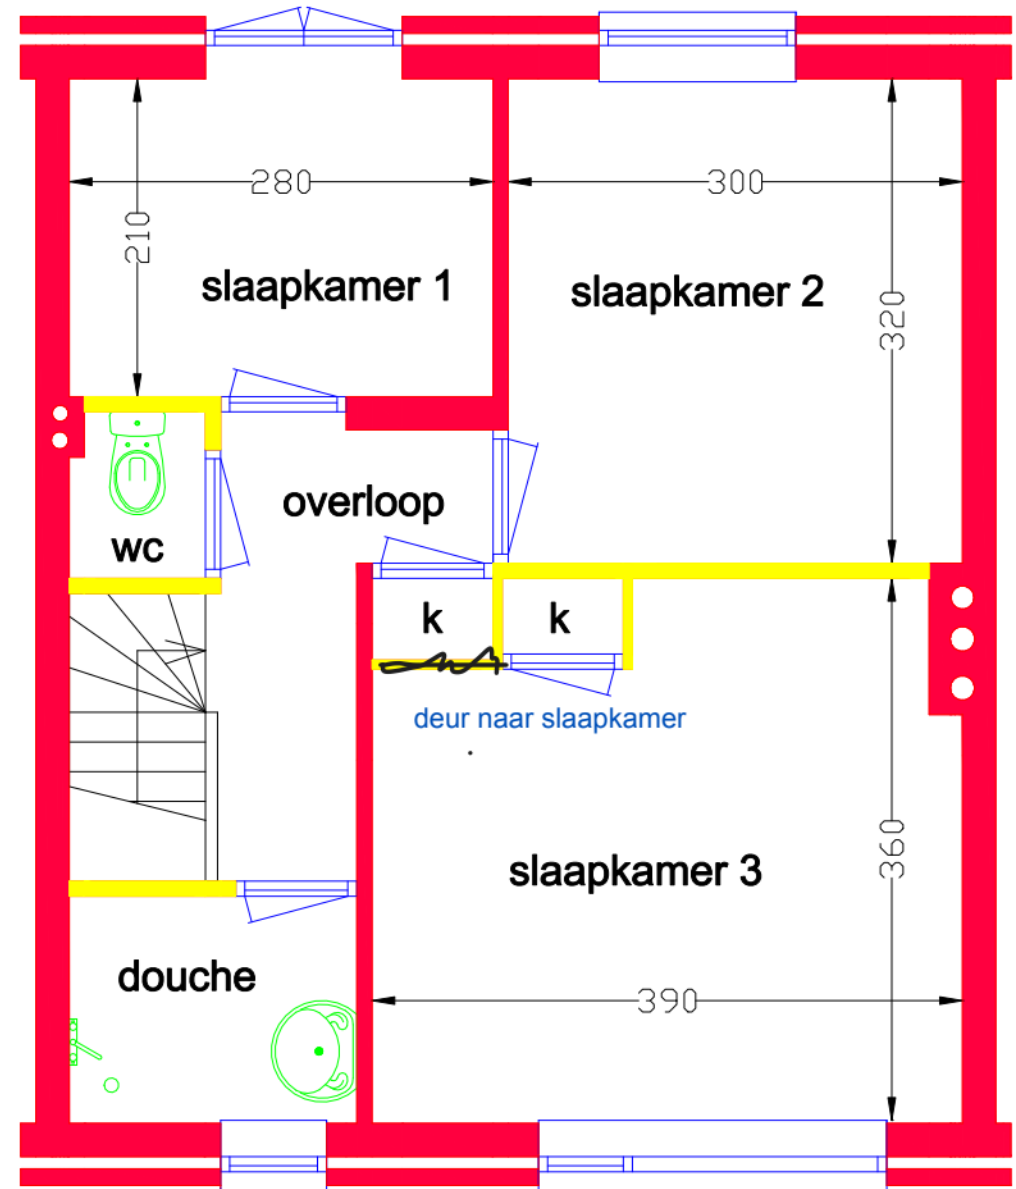 280
300
210
slaapkamer 1
slaapkamer 2
320
overloop
wc
k
k
deur naar slaapkamer
360
slaapkamer 3
douche
390